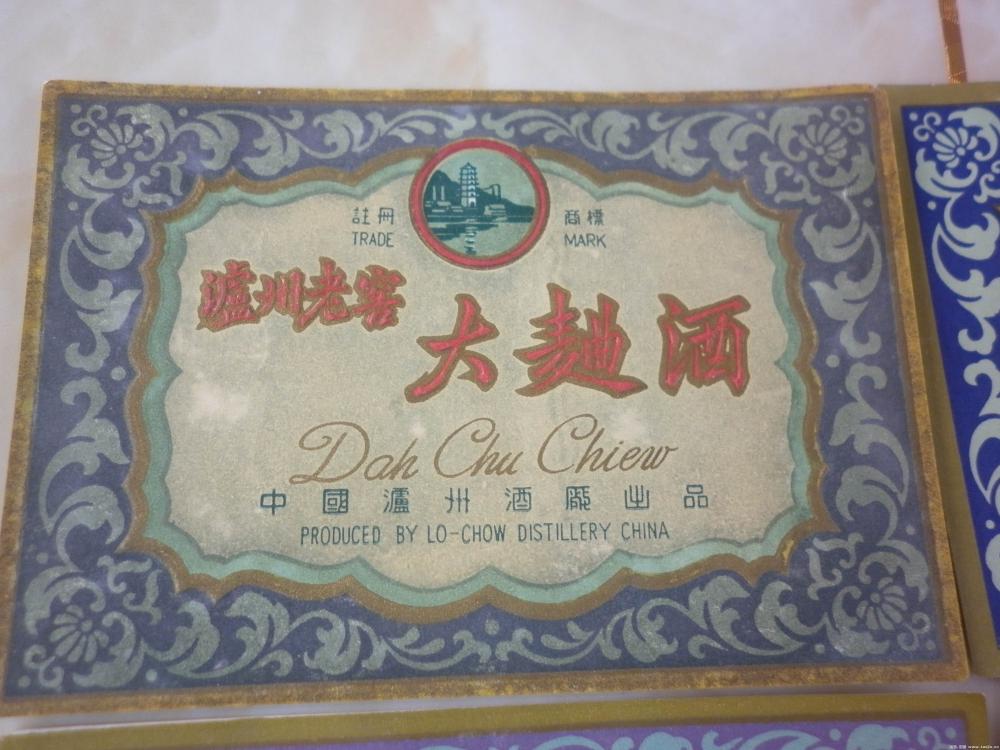 註冊 商標
TRADE MARK
瀘州老窖
大麯酒
Dah Chu Chiew
中國瀘州酒厰出品
PRODUCED BY LO-CHOW DISTILLERY CHINA